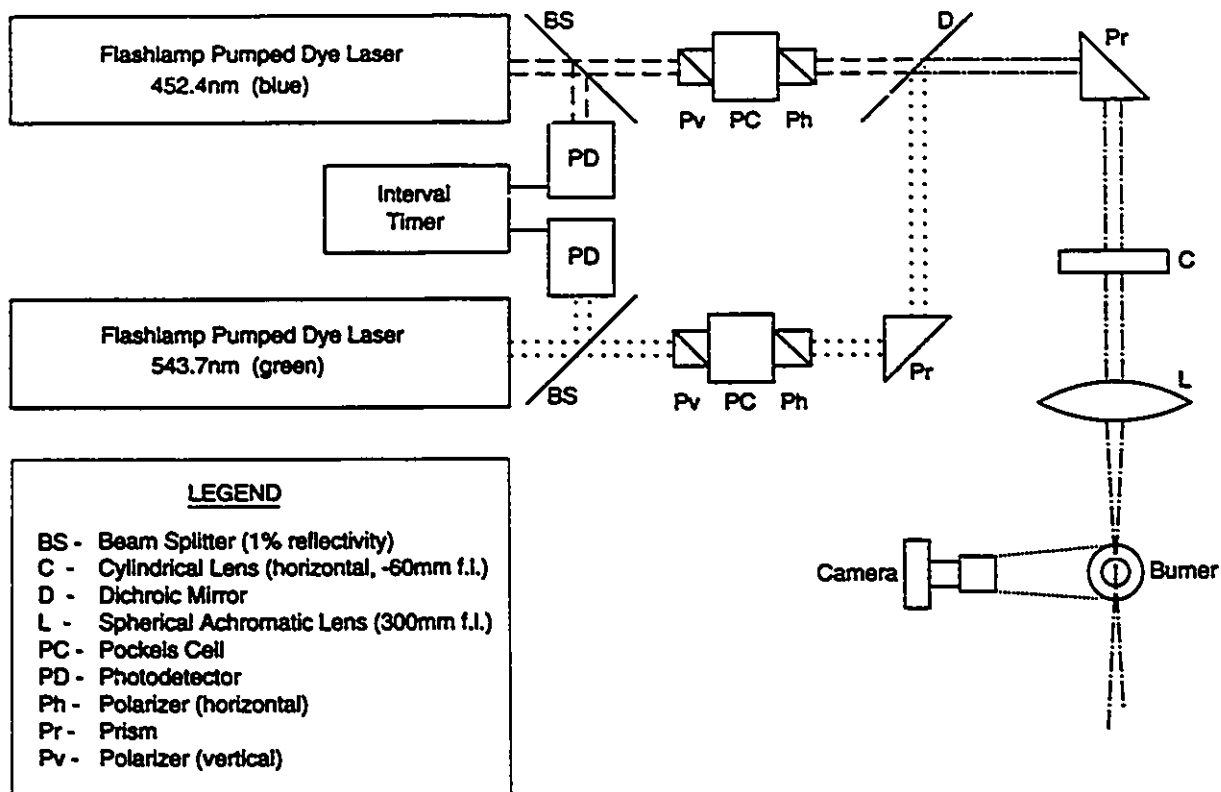 BS
D
Flashlamp Pumped Dye Laser
452.4nm (blue)
Pr
Pv PC Ph
PD
Interval
Timer
PD
C
Flashlamp Pumped Dye Laser
543.7nm (green)
Pr
BS
Pv PC Ph
L
LEGEND
BS - Beam Splitter (1% reflectivity)
C - Cylindrical Lens (horizontal, -60mm f.l.)
D - Dichroic Mirror
L - Spherical Achromatic Lens (300mm f.l.)
PC - Pockels Cell
PD - Photodetector
Ph - Polarizer (horizontal)
Pr - Prism
Pv - Polarizer (vertical)
Camera
Burner